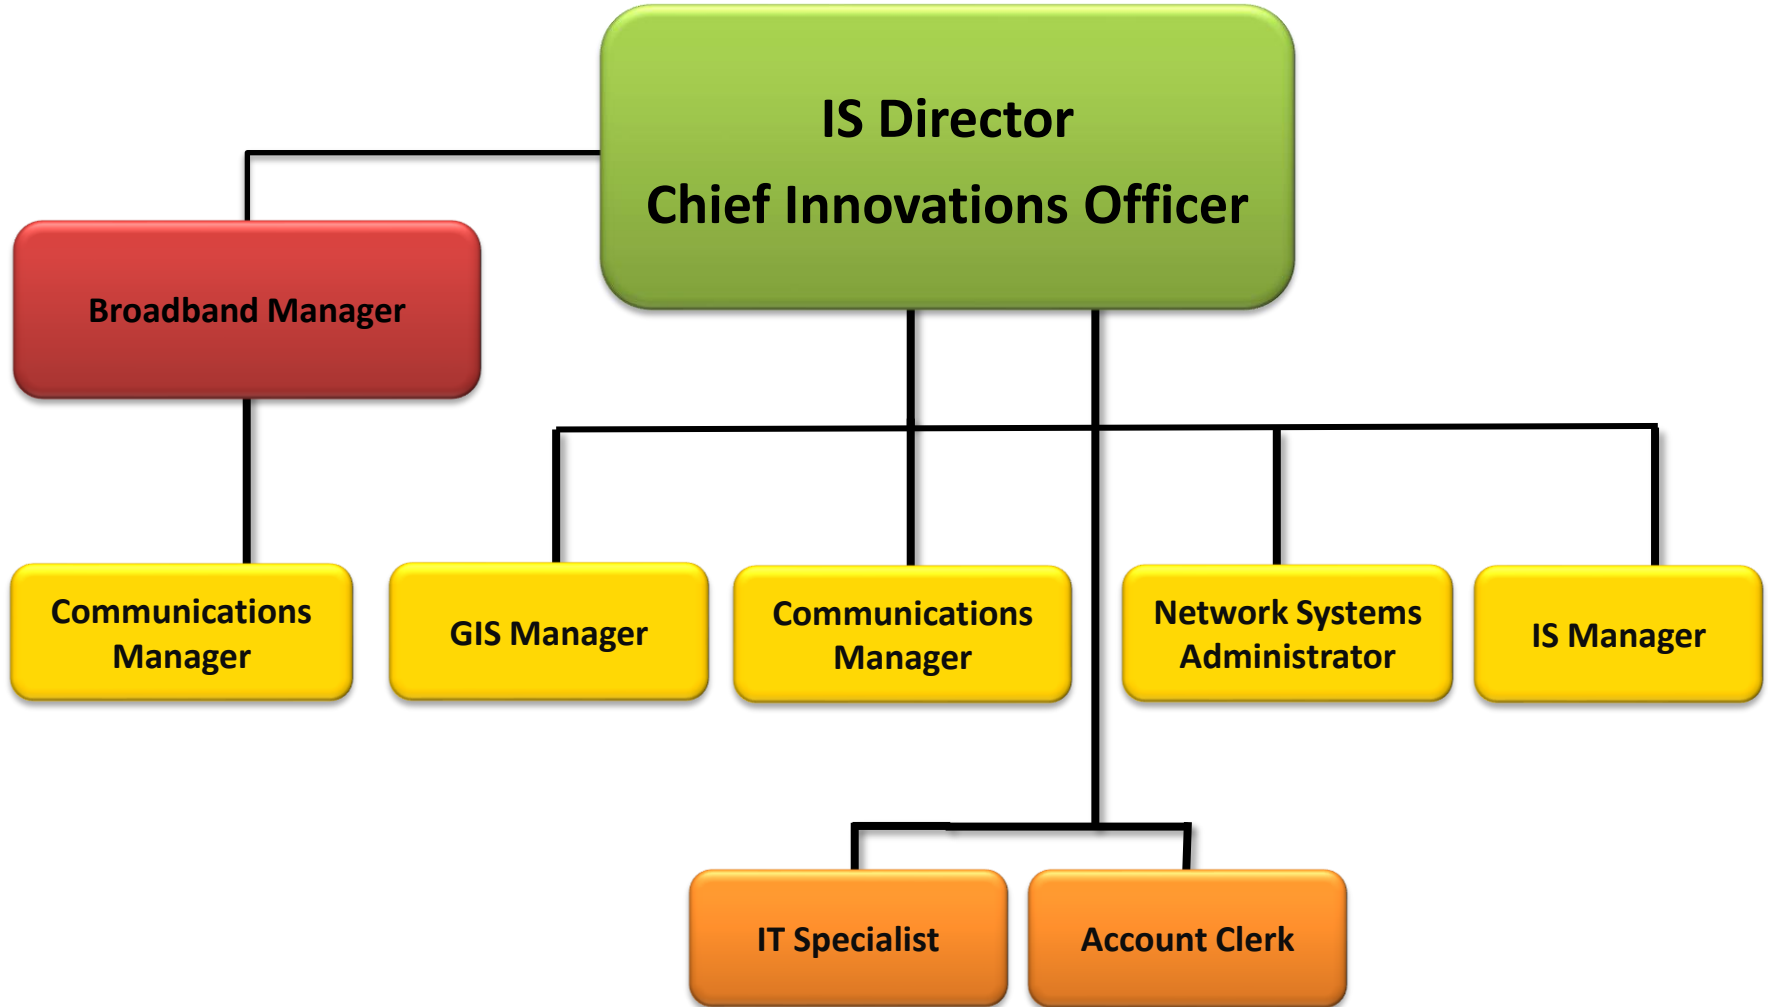 IS Director
Chief Innovations Officer
Broadband Manager
Communications
Manager
GIS Manager
Communications
Manager
Network Systems
Administrator
IS Manager
IT Specialist
Account Clerk